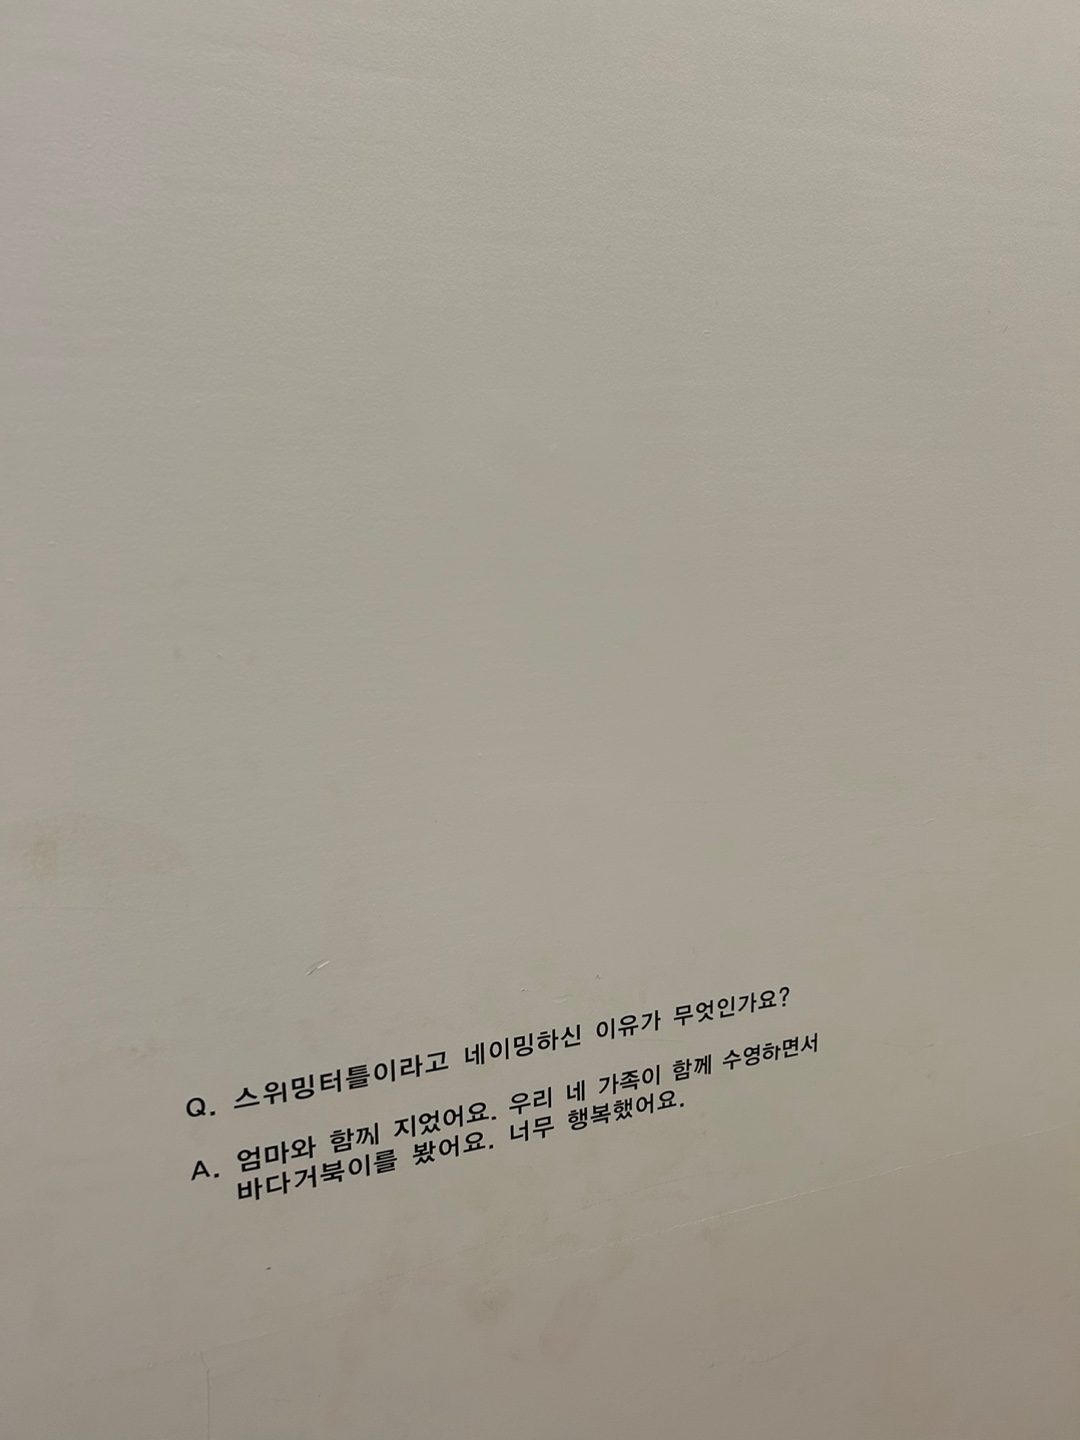 Q. 스위밍터틀이라고 네이밍하신 이유가 무엇인가요?
A. 엄마와 함께 지었어요. 우리 네 가족이 함께 수영하면서
바다거북이를 봤어요. 너무 행복했어요.